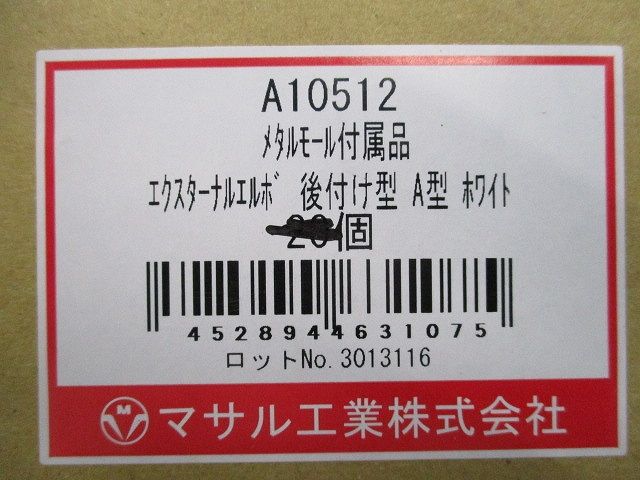 A10512
ﾒﾀﾙﾓｰﾙ付属品
ｴｸｽﾀｰﾅﾙｴﾙﾎﾞ 後付け型 A型 ﾎﾜｲﾄ
個
4528944631075
ロットNo.3013116
M マサル工業株式会社